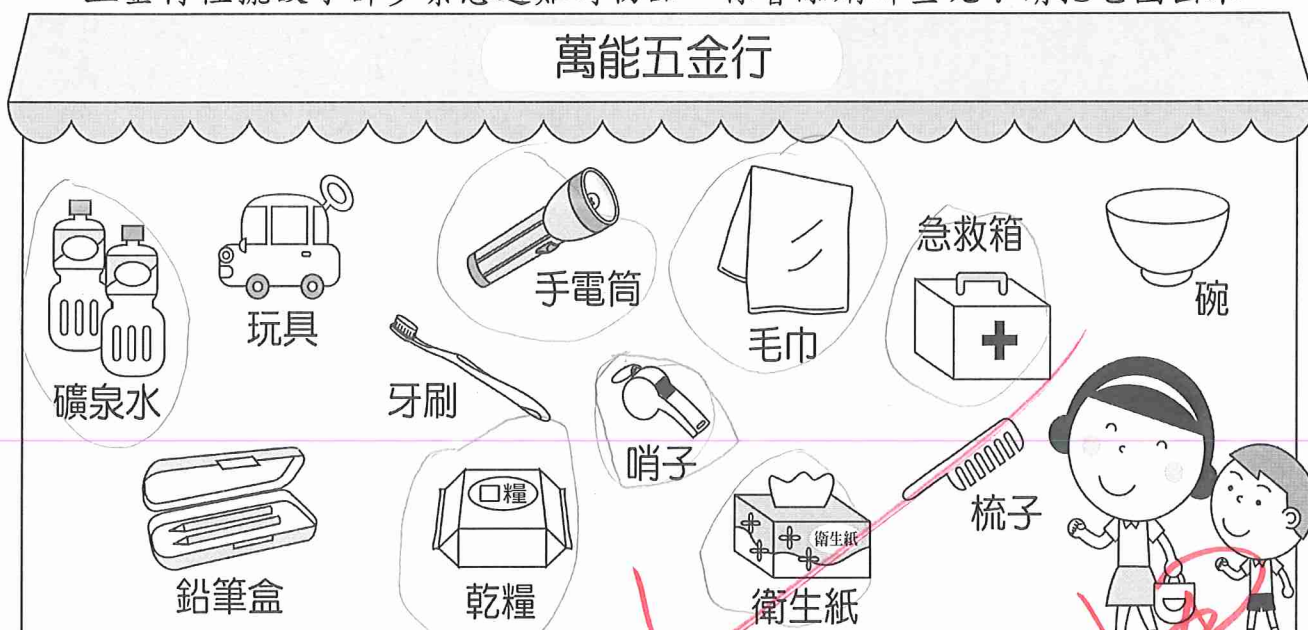 萬能五金行
急救箱
手電筒
碗
玩具
毛巾
礦泉水
牙刷
哨子
口糧
梳子
衛生紙
鉛筆盒
乾糧
衛生紙